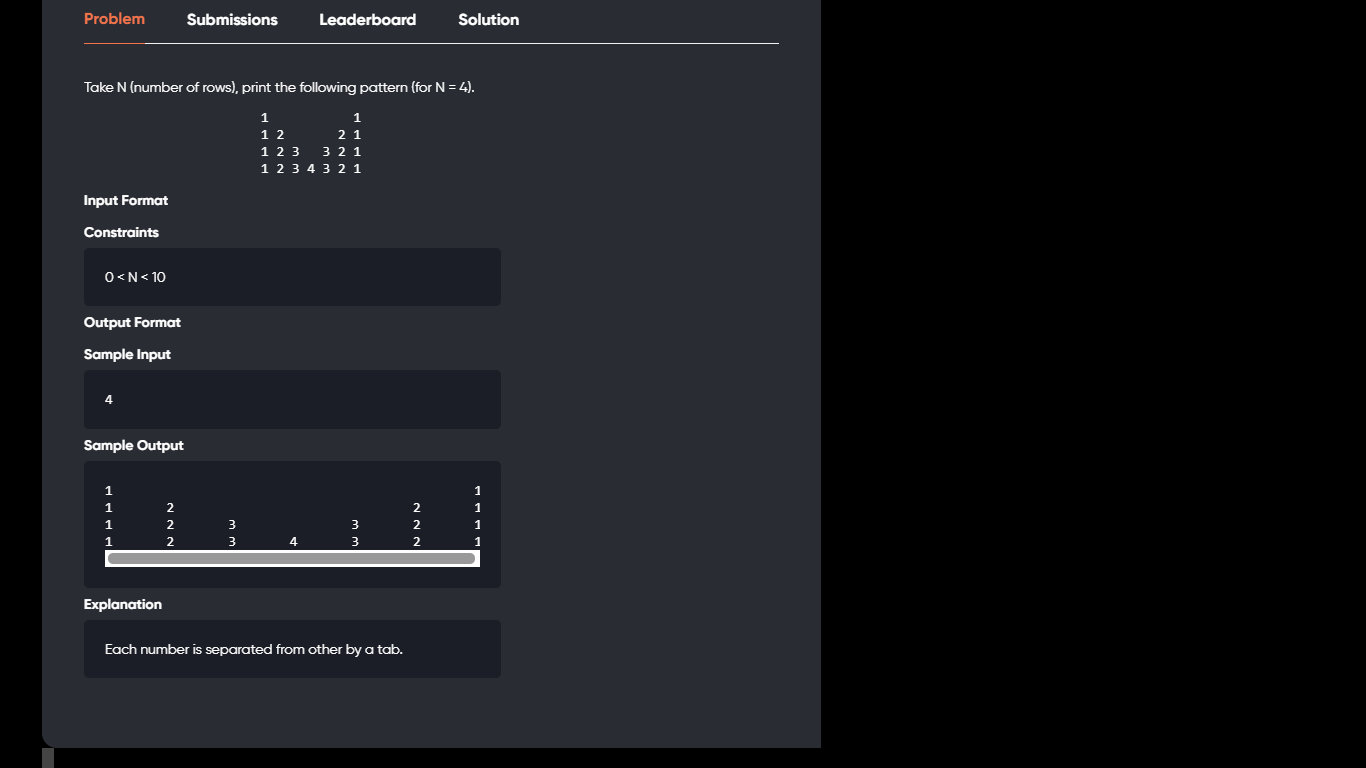 Problem Submissions Leaderboard Solution
Take N (number of rows), print the following pattern (for N = 4).
1 1
1 2 2 1
1 2 3 3 2 1
1 2 3 4 3 2 1
Input Format
Constraints
0 < N < 10
Output Format
Sample Input
4
Sample Output
1 1
1 2 2 1
1 2 3 3 2 1
1 2 3 4 3 2 1
Explanation
Each number is separated from other by a tab.